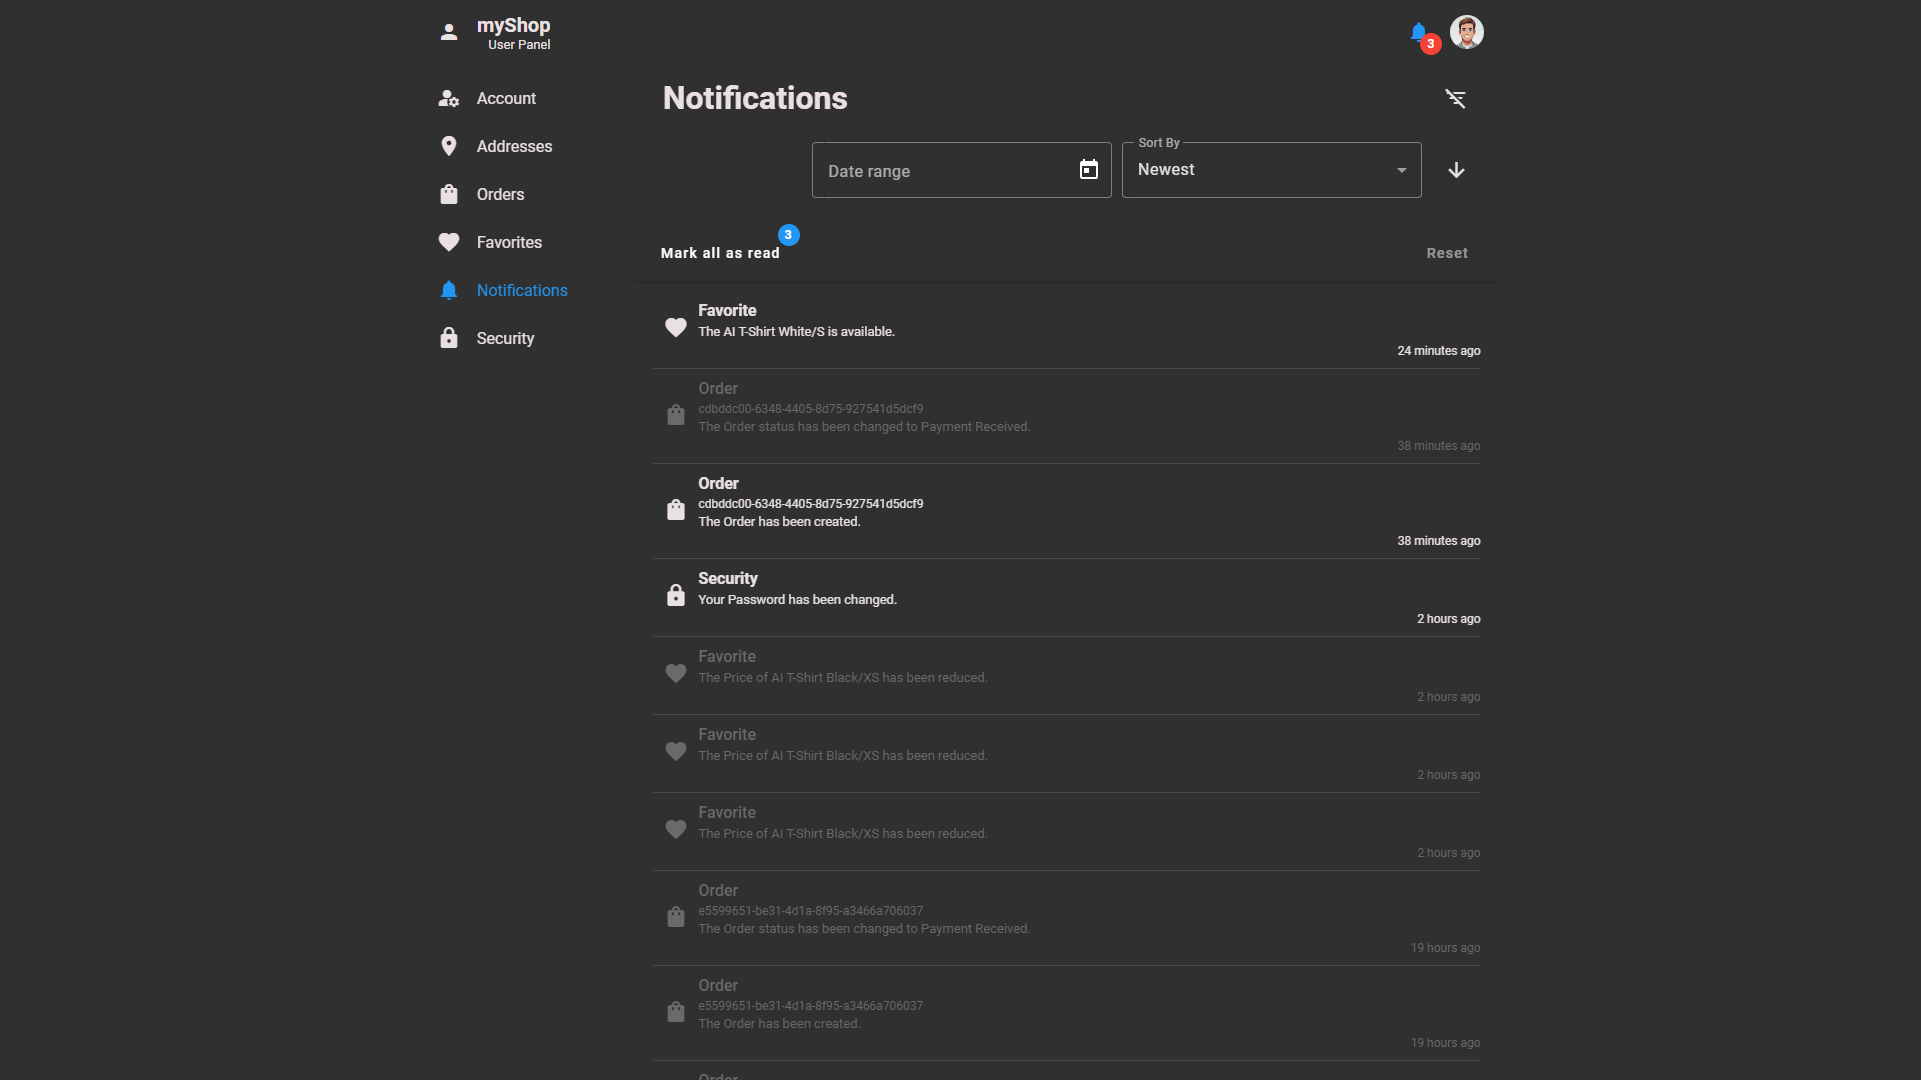 myShop
User Panel
3
Account
Addresses
Orders
Favorites
Notifications
Security
Notifications
Date range
Sort By
Newest
Mark all as read
3
Reset
Favorite
The AI T-Shirt White/S is available.
24 minutes ago
Order
cdbddc00-6348-4405-8d75-927541d5dcf9
The Order status has been changed to Payment Received.
38 minutes ago
Order
cdbddc00-6348-4405-8d75-927541d5dcf9
The Order has been created.
38 minutes ago
Security
Your Password has been changed.
2 hours ago
Favorite
The Price of AI T-Shirt Black/XS has been reduced.
2 hours ago
Favorite
The Price of AI T-Shirt Black/XS has been reduced.
2 hours ago
Favorite
The Price of AI T-Shirt Black/XS has been reduced.
2 hours ago
Order
e5599651-be31-4d1a-8f95-a3466a706037
The Order status has been changed to Payment Received.
19 hours ago
Order
e5599651-be31-4d1a-8f95-a3466a706037
The Order has been created.
19 hours ago
Order